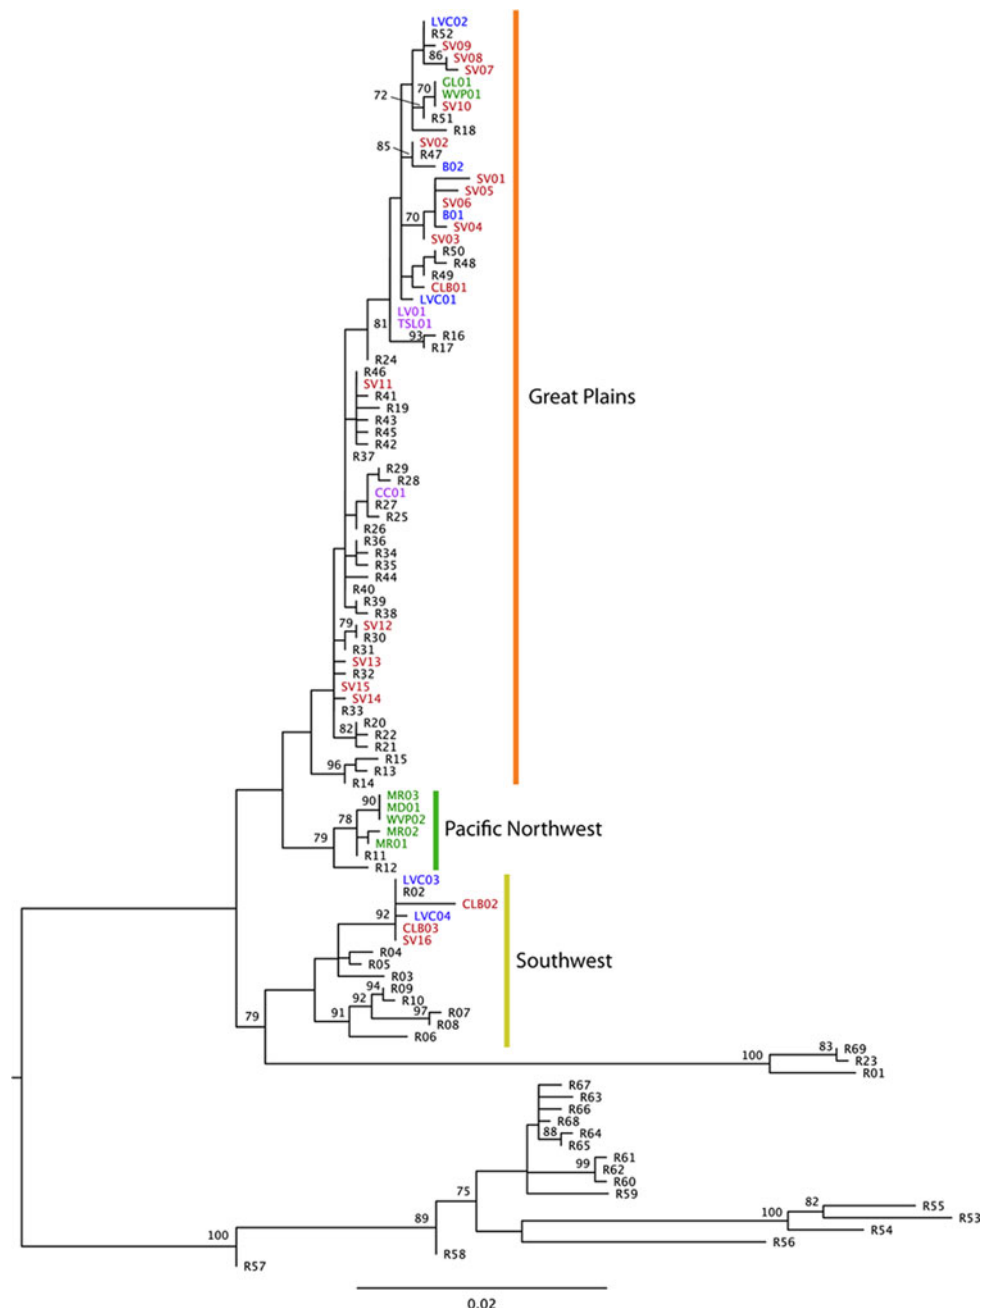 LVC02
R52
SV09
86
SV08
SV07
GL01
70
WVP01
72
SV10
R51
R18
SV02
85
R47
B02
SV01
SV05
SV06
70
B01
SV04
SV03
R50
R48
R49
CLB01
LVC01
LV01
81
TSL01
93
R16
R17
R24
R46
SV11
R41
Great Plains
R19
R43
R45
R42
R37
R29
R28
CC01
R27
R25
R26
R36
R34
R35
R44
R40
R39
R38
79
SV12
R30
R31
SV13
R32
SV15
SV14
R33
R20
82
R22
R21
R15
96
R13
R14
MR03
90
MD01
WVP02
78
MR02
Pacific Northwest
79
MR01
R11
R12
LVC03
R02
CLB02
92
LVC04
CLB03
SV16
R04
Southwest
R05
R03
94
R09
92
R10
97
R07
91
R08
79
R06
83
R69
100
R23
R01
R67
R63
R66
R68
88
R64
R65
R61
99
R62
R60
75
R59
82
R55
100
R53
89
R54
100
R56
R58
R57
0.02